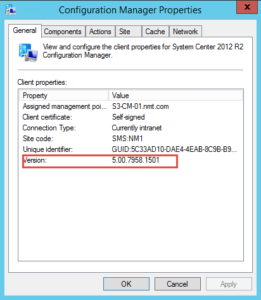 Configuration Manager Properties
General Components Actions Site Cache Network
View and configure the client properties for System Center 2012 R2
Configuration Manager.
Client properties:
Property Value
Assigned management poi... S3-CM-01.nmt.com
Client certificate: Self-signed
Connection Type: Currently intranet
Site code: SMS:NM1
Unique identifier: GUID:5C33AD10-DAE4-4EAB-8C9B-B9...
Version: 5.00.7958.1501
OK Cancel Apply